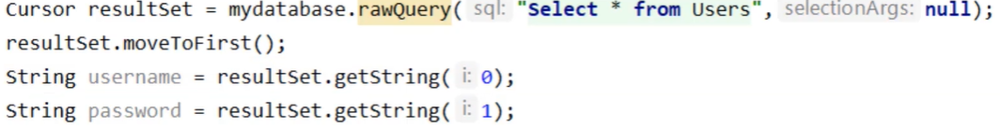 Cursor resultSet = mydatabase.rawQuery( sql: "Select * from Users", selectionArgs: null);
resultSet.moveToFirst();
String username = resultSet.getString( i: 0);
String password = resultSet.getString( i: 1);